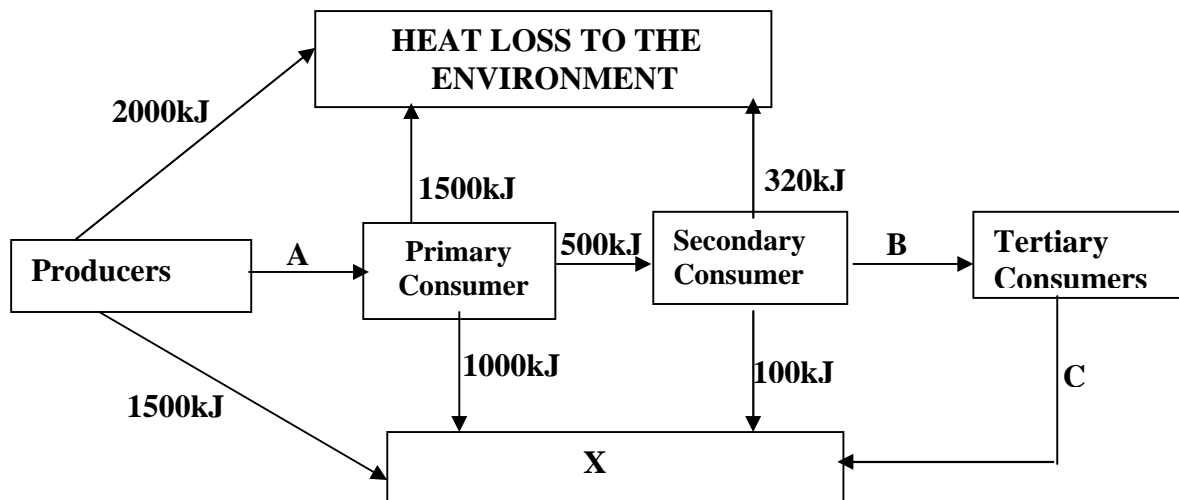 HEAT LOSS TO THE
ENVIRONMENT
2000kJ
1500kJ
320kJ
Producers
A
Primary
Consumer
500kJ
Secondary
Consumer
B
Tertiary
Consumers
1500kJ
1000kJ
100kJ
C
X